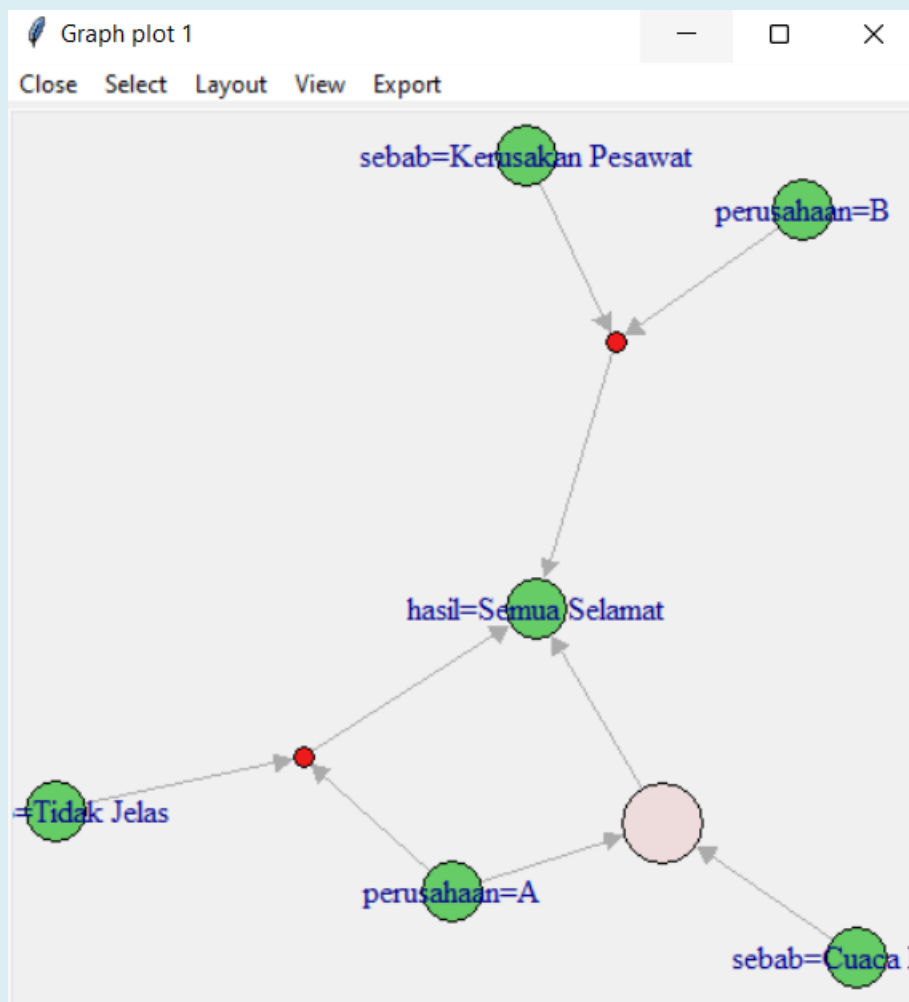 Graph plot 1
Close Select Layout View Export
sebab=Kerusakan Pesawat
perusahaan=B
hasil=Semua Selamat
=Tidak Jelas
perusahaan=A
sebab=Cuaca